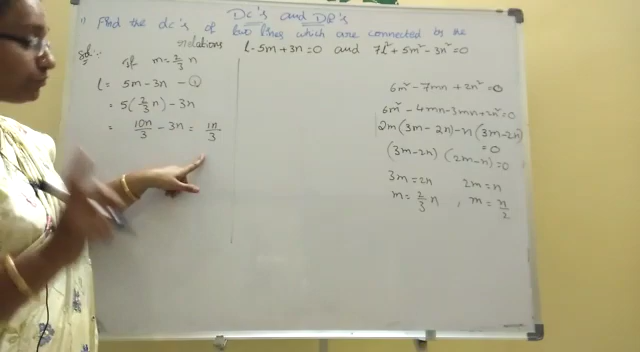 DC's and DR's
1) Find the dc's of two lines which are connected by the
relations l-5m+3n=0 and 7l²+5m²-3n²=0
Sol:-
If m=2/3 n
l = 5m-3n -①
= 5(2/3 n) - 3n
= 10n/3 - 3n = 1n/3
6m²-7mn+2n²=0
6m²-4mn-3mn+2n²=0
2m(3m-2n)-n(3m-2n)
=0
(3m-2n)(2m-n)=0
3m=2n 2m=n
m=2/3 n , m=n/2